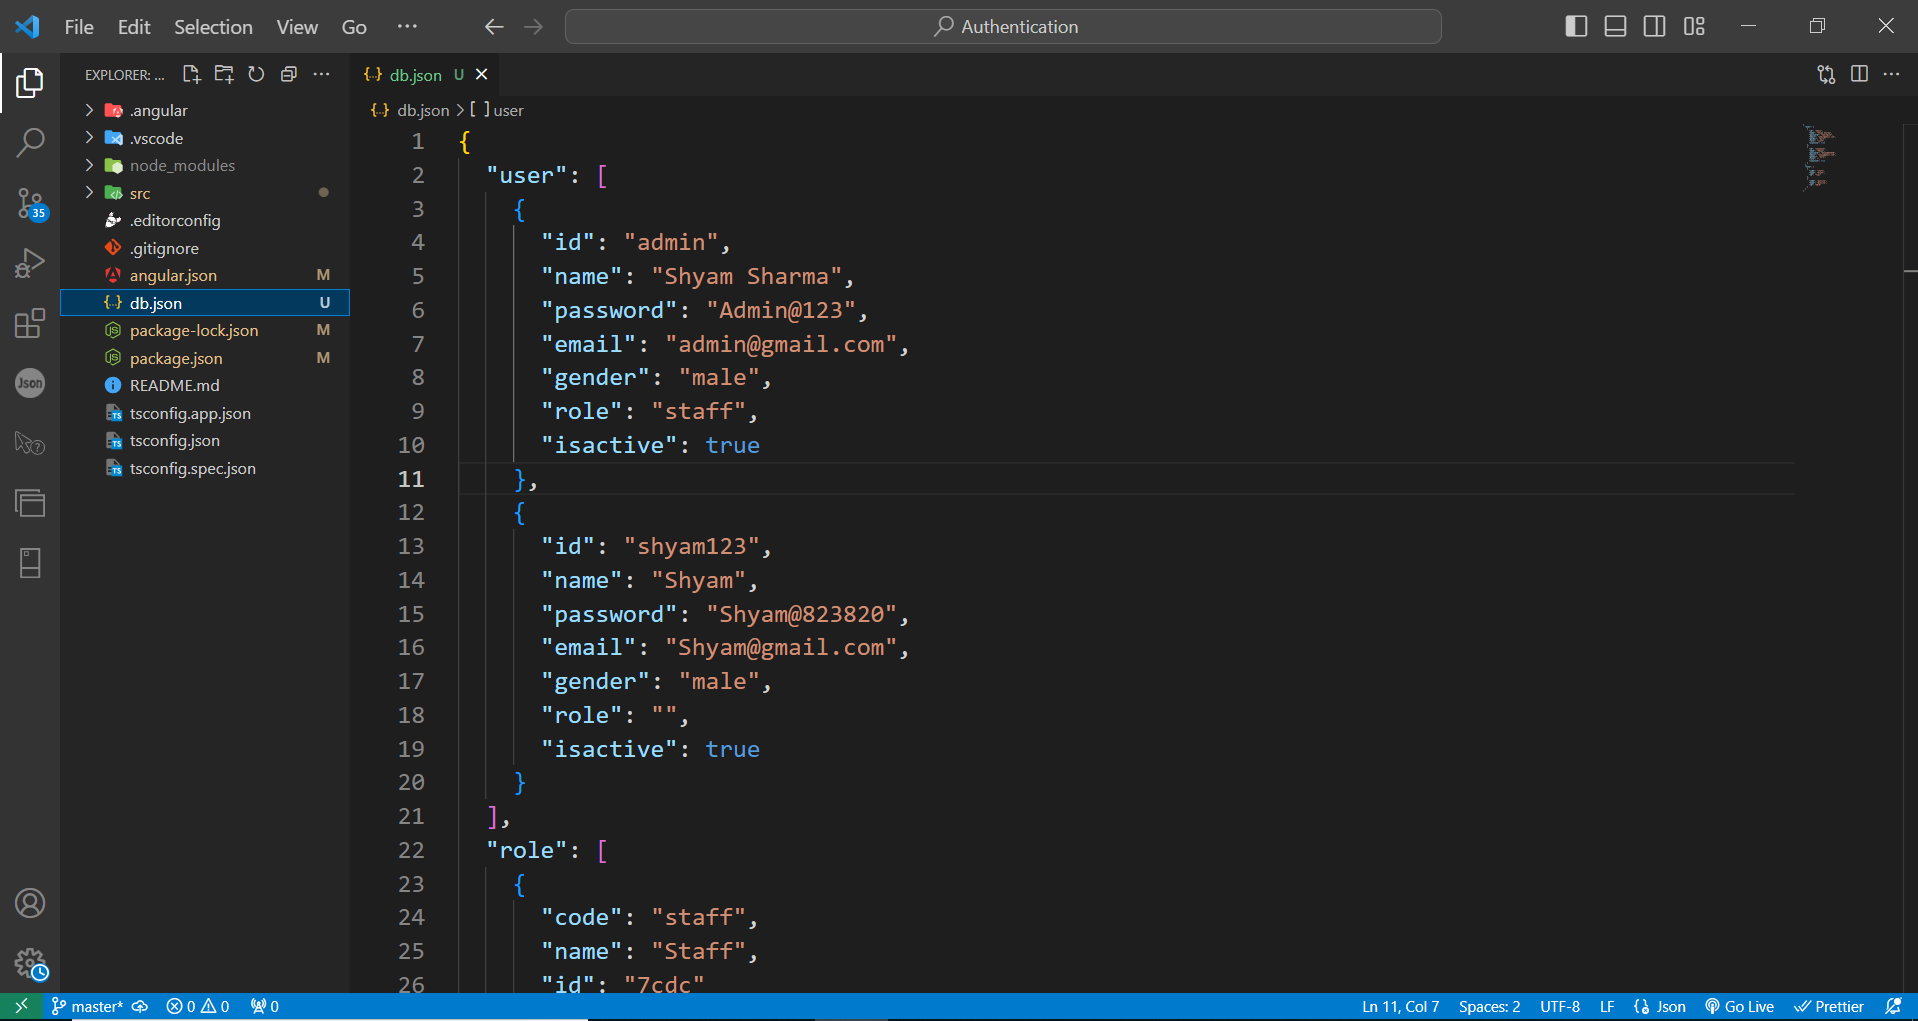 File Edit Selection View Go ··· Authentication
EXPLORER: ...
db.json U
db.json > [ ] user
.angular
.vscode
node_modules
src
.editorconfig
.gitignore
angular.json M
db.json U
package-lock.json M
package.json M
README.md
tsconfig.app.json
tsconfig.json
tsconfig.spec.json
35
Json
1 {
2 "user": [
3 {
4 "id": "admin",
5 "name": "Shyam Sharma",
6 "password": "Admin@123",
7 "email": "admin@gmail.com",
8 "gender": "male",
9 "role": "staff",
10 "isactive": true
11 },
12 {
13 "id": "shyam123",
14 "name": "Shyam",
15 "password": "Shyam@823820",
16 "email": "Shyam@gmail.com",
17 "gender": "male",
18 "role": "",
19 "isactive": true
20 }
21 ],
22 "role": [
23 {
24 "code": "staff",
25 "name": "Staff",
26 "id": "7cdc"
master* 0 0 0 Ln 11, Col 7 Spaces: 2 UTF-8 LF Json Go Live Prettier